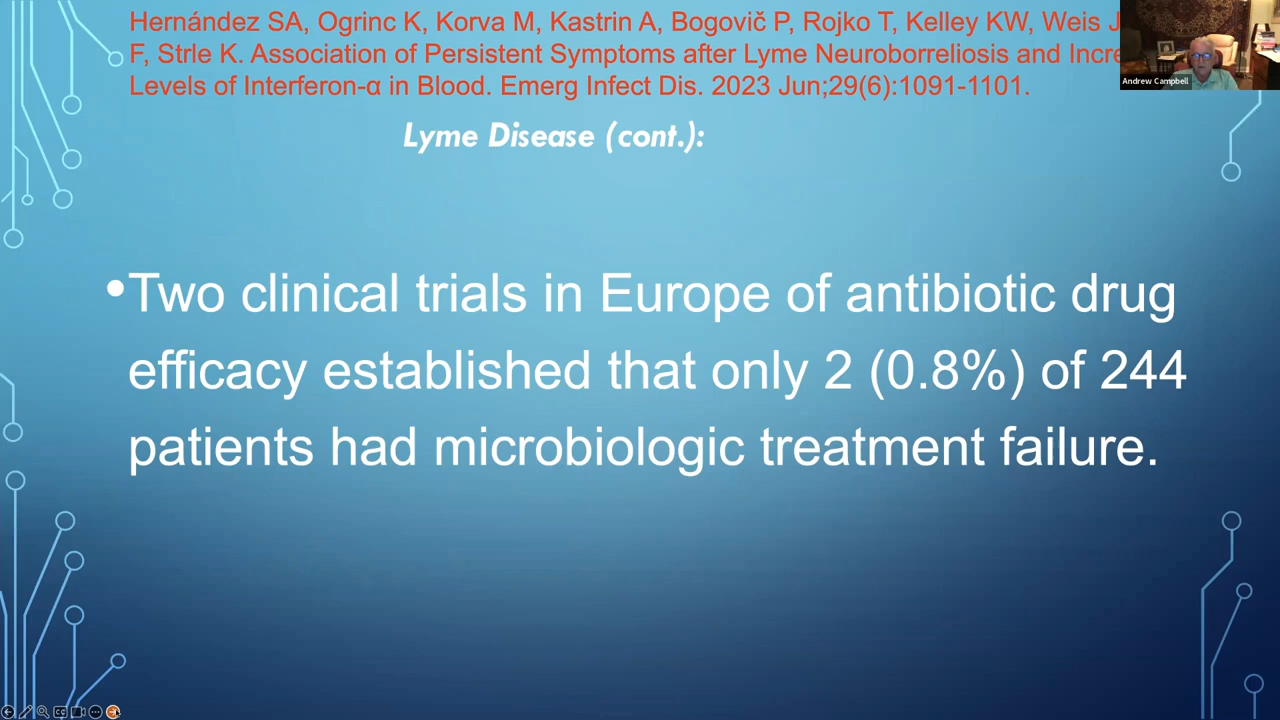 Hernández SA, Ogrinc K, Korva M, Kastrin A, Bogovič P, Rojko T, Kelley KW, Weis J
F, Strle K. Association of Persistent Symptoms after Lyme Neuroborreliosis and Incre
Levels of Interferon-α in Blood. Emerg Infect Dis. 2023 Jun;29(6):1091-1101.
Andrew Campbell
Lyme Disease (cont.):
•Two clinical trials in Europe of antibiotic drug
efficacy established that only 2 (0.8%) of 244
patients had microbiologic treatment failure.
CC